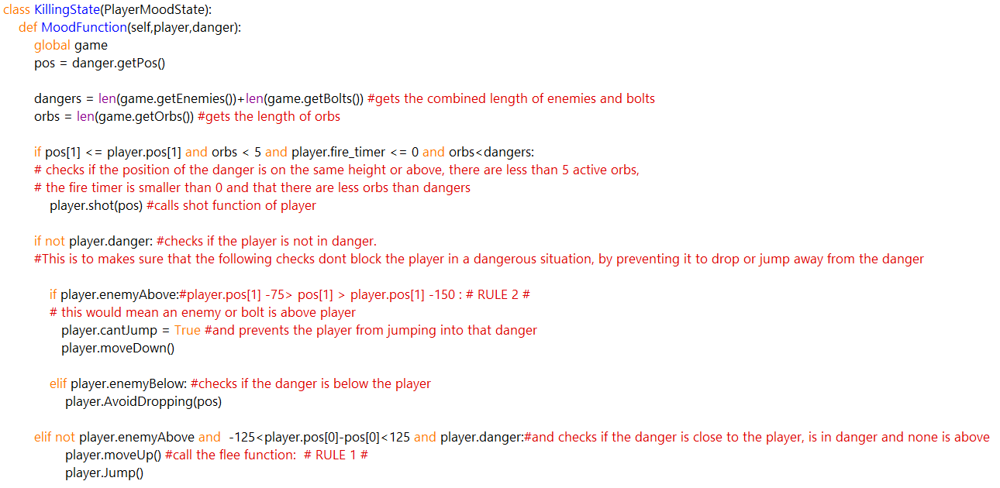 class KillingState(PlayerMoodState):
def MoodFunction(self,player,danger):
global game
pos = danger.getPos()
dangers = len(game.getEnemies())+len(game.getBolts()) #gets the combined length of enemies and bolts
orbs = len(game.getOrbs()) #gets the length of orbs
if pos[1] <= player.pos[1] and orbs < 5 and player.fire_timer <= 0 and orbs<dangers:
# checks if the position of the danger is on the same height or above, there are less than 5 active orbs,
# the fire timer is smaller than 0 and that there are less orbs than dangers
player.shot(pos) #calls shot function of player
if not player.danger: #checks if the player is not in danger.
#This is to makes sure that the following checks dont block the player in a dangerous situation, by preventing it to drop or jump away from the danger
if player.enemyAbove:#player.pos[1] -75> pos[1] > player.pos[1] -150 : # RULE 2 #
# this would mean an enemy or bolt is above player
player.cantJump = True #and prevents the player from jumping into that danger
player.moveDown()
elif player.enemyBelow: #checks if the danger is below the player
player.AvoidDropping(pos)
elif not player.enemyAbove and  -125<player.pos[0]-pos[0]<125 and player.danger:#and checks if the danger is close to the player, is in danger and none is above
player.moveUp() #call the flee function:  # RULE 1 #
player.Jump()